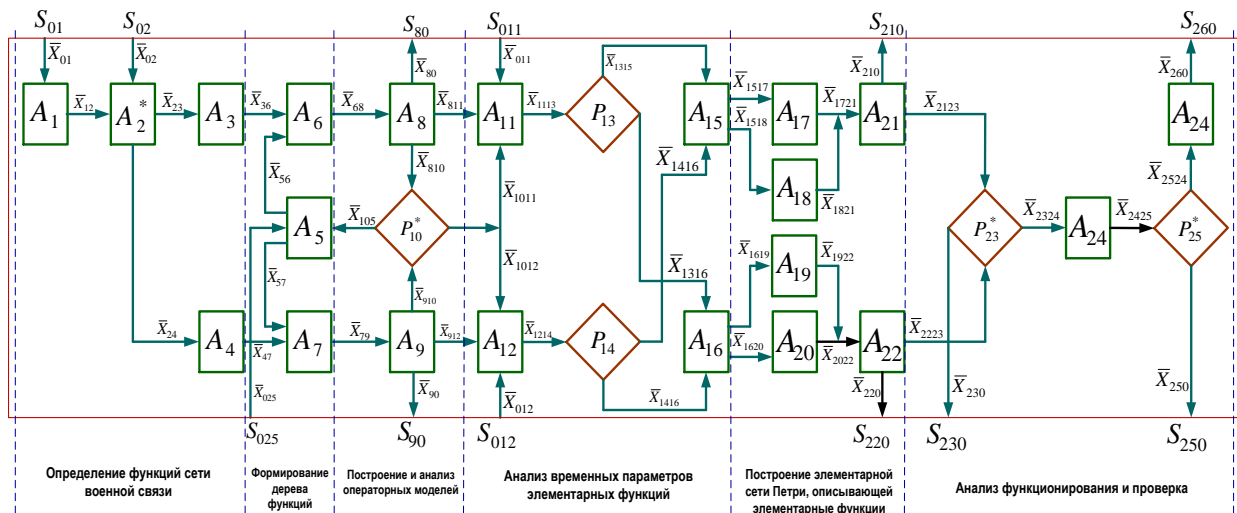 S01 S02 S80 S011 S210 S260
X̅01 X̅02 X̅80 X̅011 X̅1315 X̅210 X̅260
A1 X̅12 A2* X̅23 A3 X̅36 A6 X̅68 A8 X̅811 A11 X̅1113 P13 A15 X̅1517 A17 X̅1721 A21 X̅2123 A24
X̅1518
X̅56 X̅810 X̅1011 X̅1416 A18 X̅1821 X̅2524
A5 X̅105 P10* P23* X̅2324 A24 X̅2425 P25*
X̅57 X̅910 X̅1012 X̅1316 X̅1619 A19 X̅1922
X̅24 A4 X̅47 A7 X̅79 A9 X̅912 A12 X̅1214 P14 A16 X̅1620 A20 X̅2022 A22 X̅2223
X̅025 X̅90 X̅012 X̅1416 X̅220 X̅230 X̅250
S025 S90 S012 S220 S230 S250
Определение функций сети
военной связи
Формирование
дерева
функций
Построение и анализ
операторных моделей
Анализ временных параметров
элементарных функций
Построение элементарной
сети Петри, описывающей
элементарные функции
Анализ функционирования и проверка